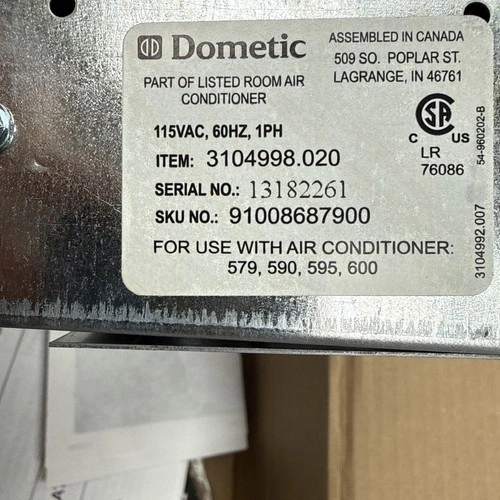 Dometic
ASSEMBLED IN CANADA
509 SO. POPLAR ST.
LAGRANGE, IN 46761
PART OF LISTED ROOM AIR
CONDITIONER
115VAC, 60HZ, 1PH
ITEM: 3104998.020
SERIAL NO.: 13182261
SKU NO.: 91008687900
FOR USE WITH AIR CONDITIONER:
579, 590, 595, 600
SA
C US
LR
76086
54-960202-B
3104992.007